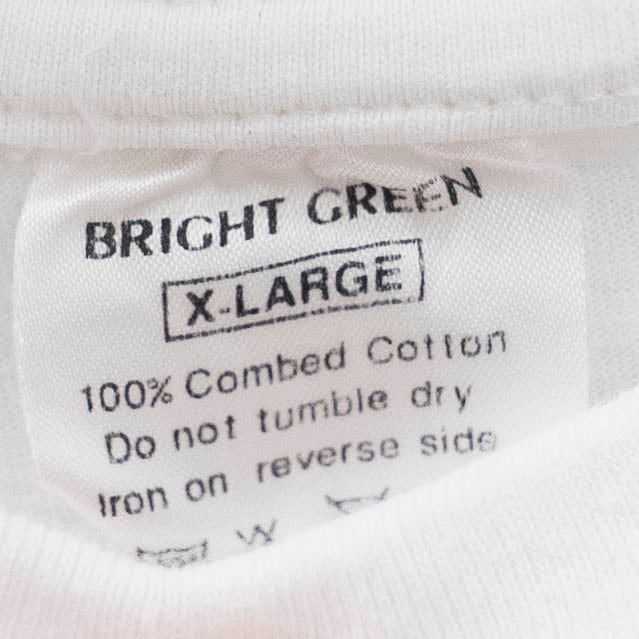 BRIGHT GREEN
X-LARGE
100% Combed Cotton
Do not tumble dry
Iron on reverse side
W